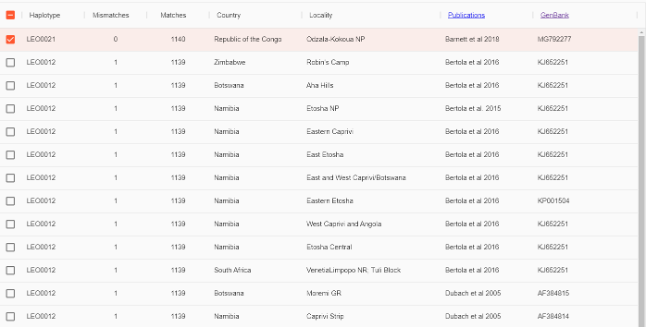 Haplotype Mismatches Matches Country Locality Publications GenBank
LEO0021 0 1140 Republic of the Congo Odzala-Kokoua NP Barnett et al 2018 MG792277
LEO0012 1 1139 Zimbabwe Robin's Camp Bertola et al 2016 KJ652251
LEO0012 1 1139 Botswana Aha Hills Bertola et al 2016 KJ652251
LEO0012 1 1139 Namibia Etosha NP Bertola et al. 2015 KJ652251
LEO0012 1 1139 Namibia Eastern Caprivi Bertola et al 2016 KJ652251
LEO0012 1 1139 Namibia East Etosha Bertola et al 2016 KJ652251
LEO0012 1 1139 Namibia East and West Caprivi/Botswana Bertola et al 2016 KJ652251
LEO0012 1 1139 Namibia Eastern Etosha Bertola et al 2016 KP001504
LEO0012 1 1139 Namibia West Caprivi and Angola Bertola et al 2016 KJ652251
LEO0012 1 1139 Namibia Etosha Central Bertola et al 2016 KJ652251
LEO0012 1 1139 South Africa VenetiaLimpopo NR; Tuli Block Bertola et al 2016 KJ652251
LEO0012 1 1139 Botswana Moremi GR Dubach et al 2005 AF384815
LEO0012 1 1139 Namibia Caprivi Strip Dubach et al 2005 AF384814